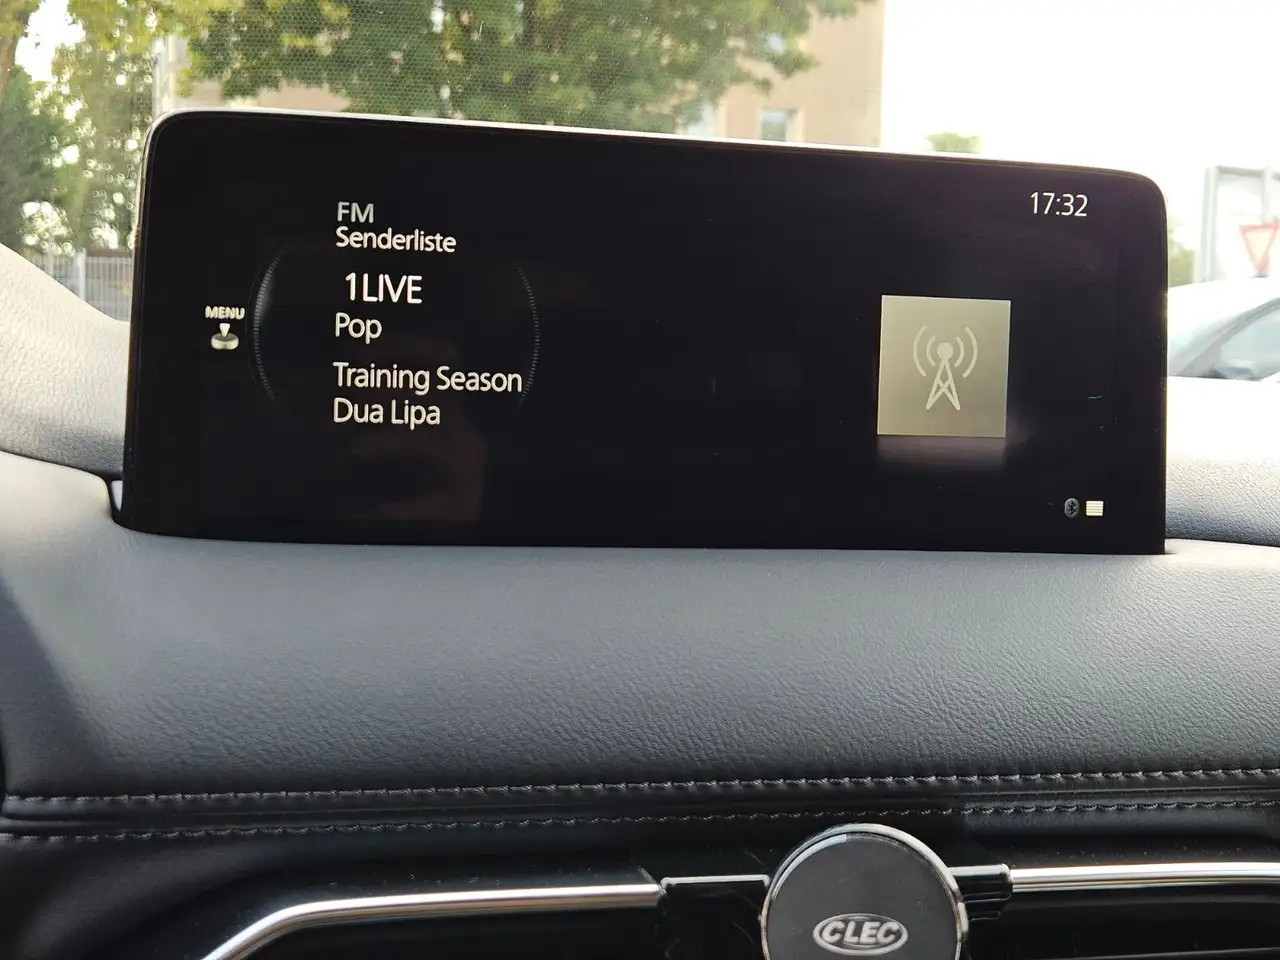 FM
Senderliste
17:32
1LIVE
MENU
Pop
Training Season
Dua Lipa
CLEC